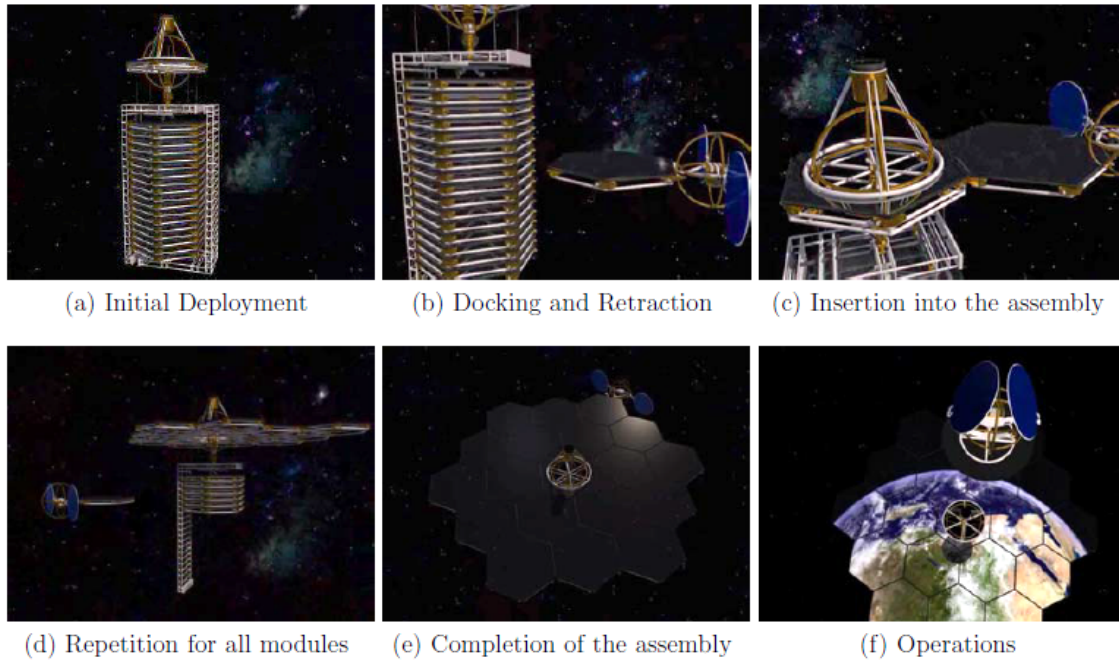 (a) Initial Deployment
(b) Docking and Retraction
(c) Insertion into the assembly
(d) Repetition for all modules
(e) Completion of the assembly
(f) Operations